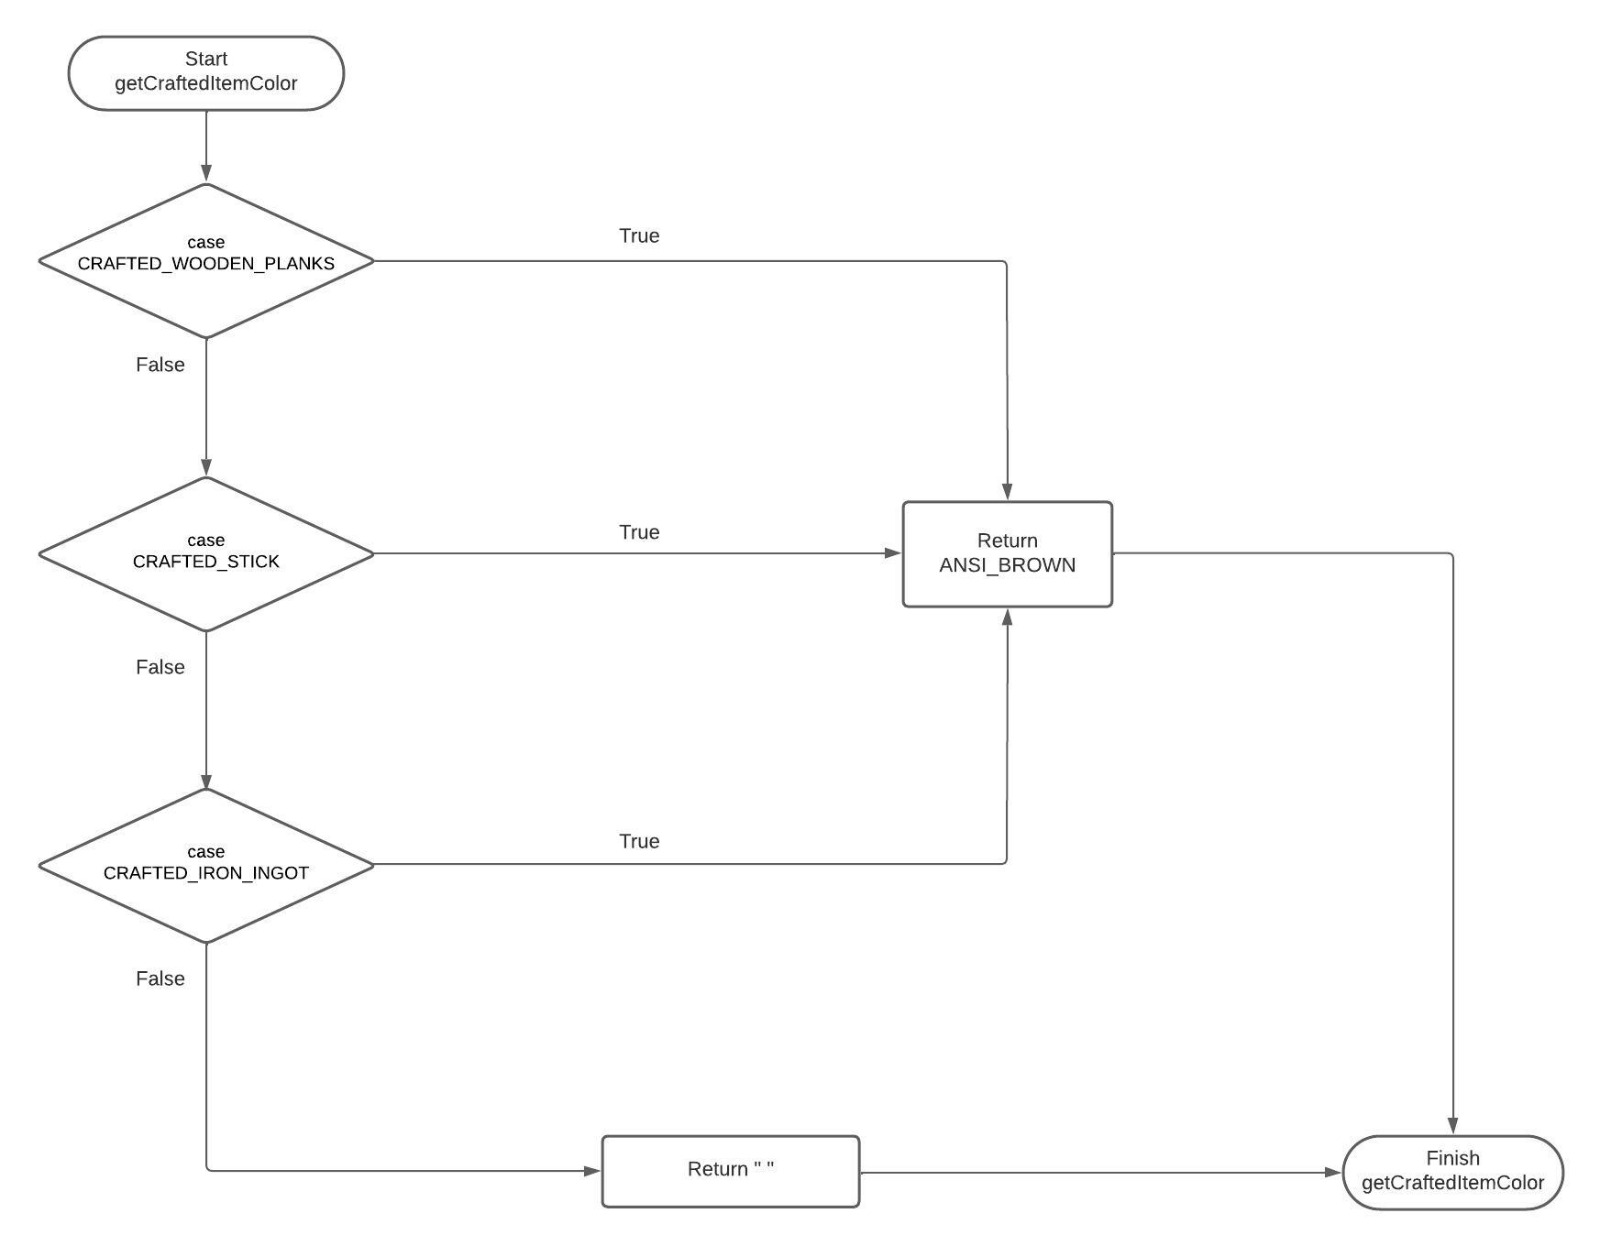 Start
getCraftedItemColor
case
CRAFTED_WOODEN_PLANKS
True
False
case
CRAFTED_STICK
True
Return
ANSI_BROWN
False
case
CRAFTED_IRON_INGOT
True
False
Return " "
Finish
getCraftedItemColor